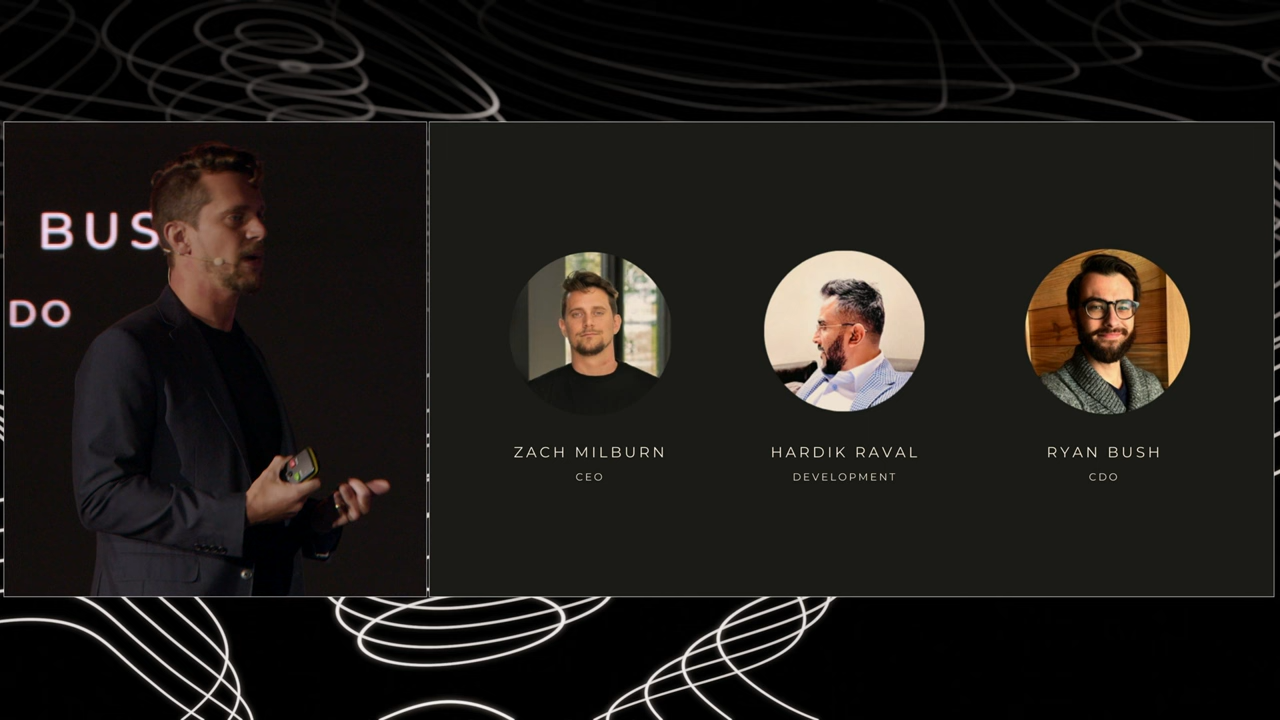 BUS
DO
ZACH MILBURN
CEO
HARDIK RAVAL
DEVELOPMENT
RYAN BUSH
CDO